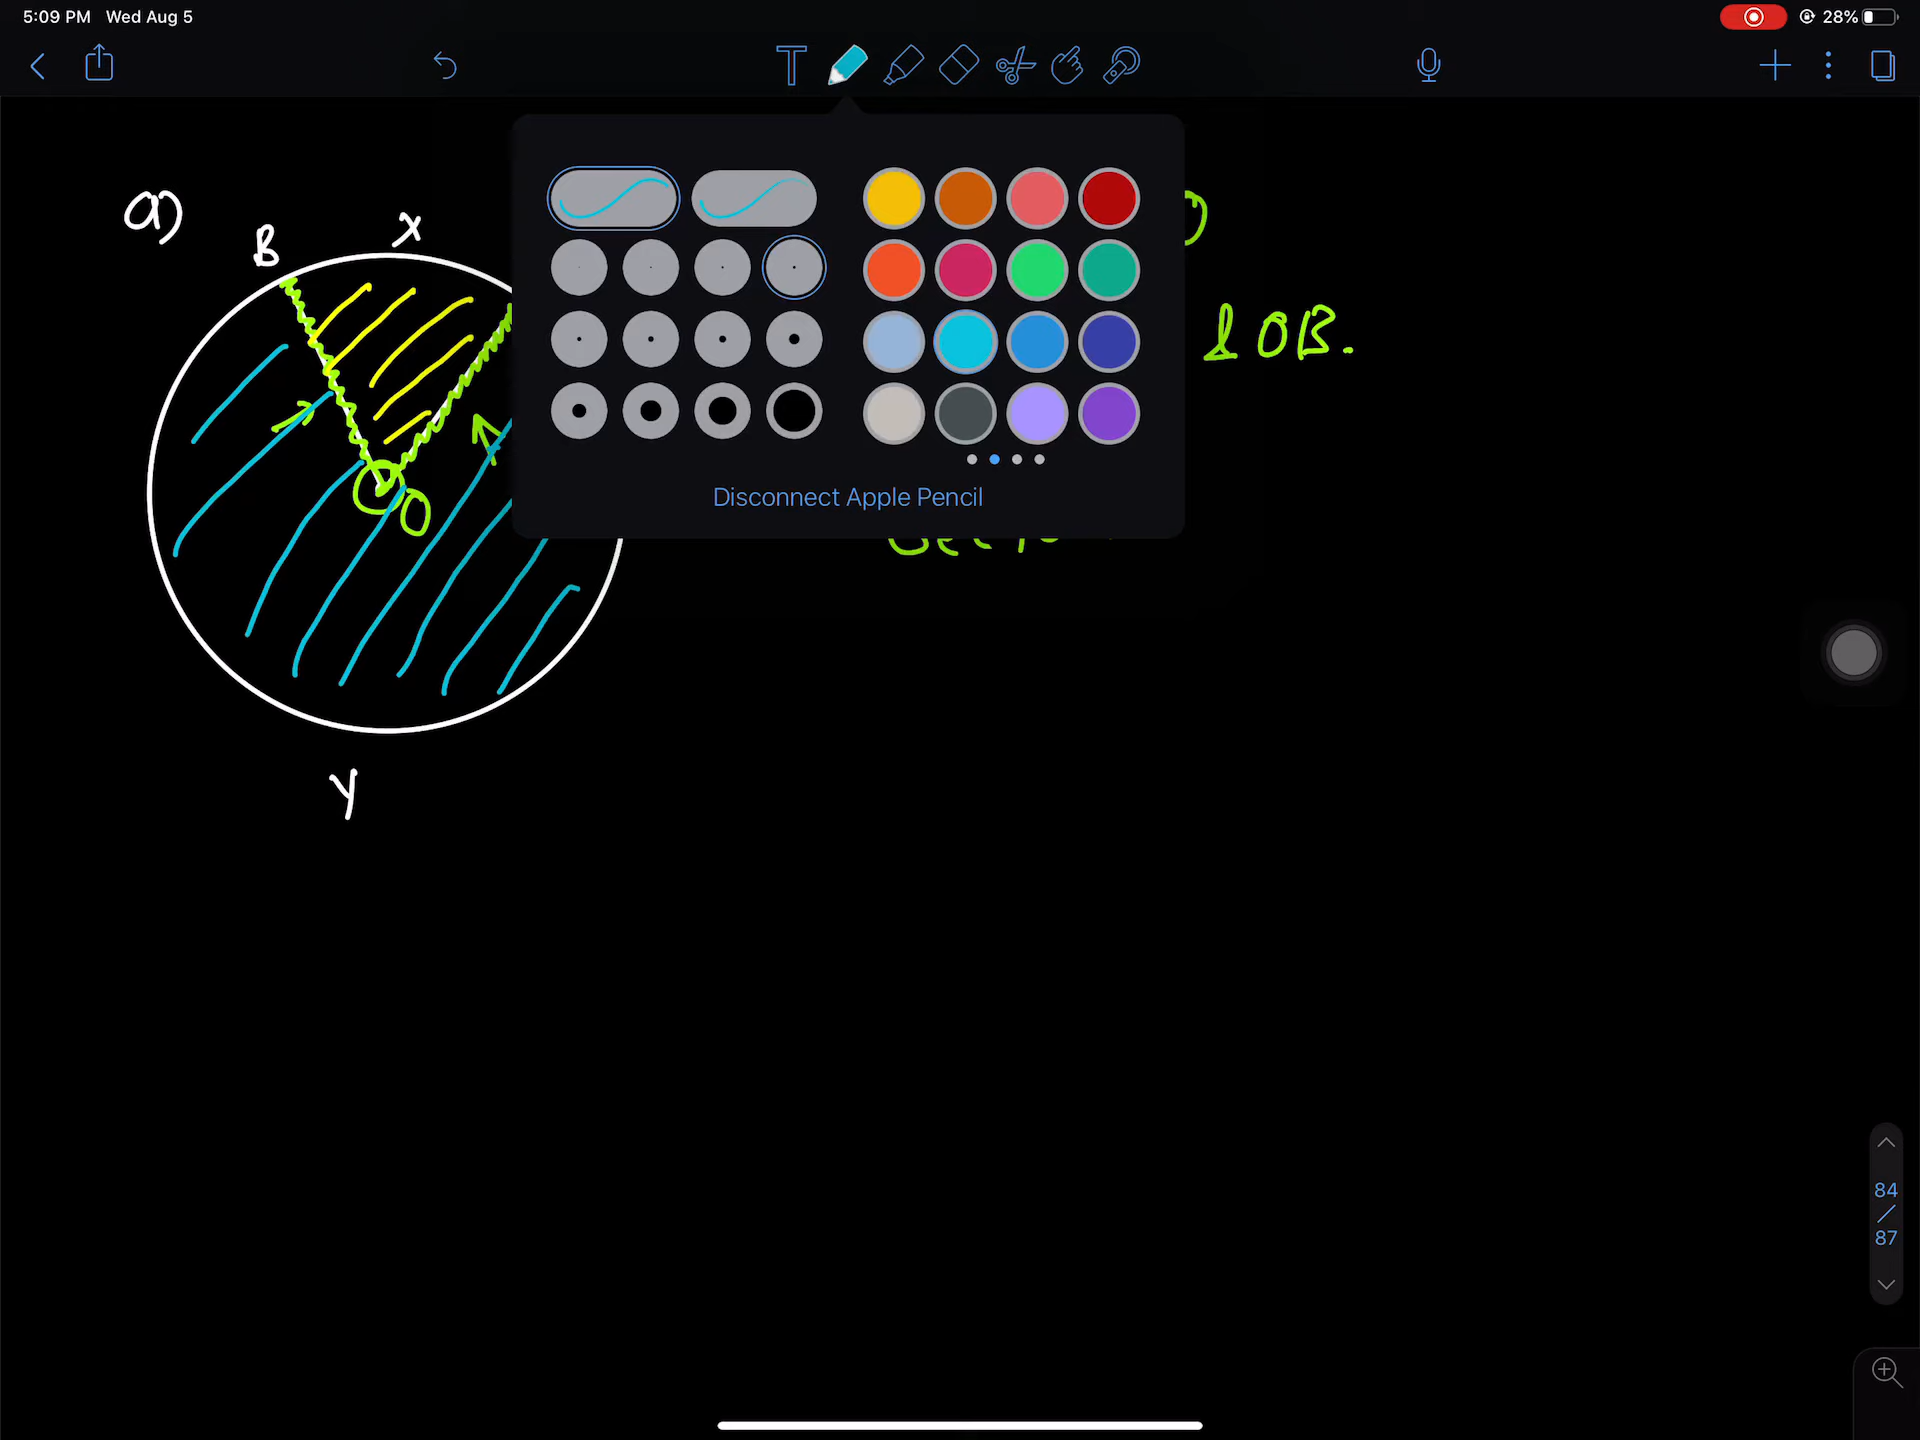 5:09 PM Wed Aug 5
28%
T
a)
B
X
O
Y
OB.
Disconnect Apple Pencil
84
/
87